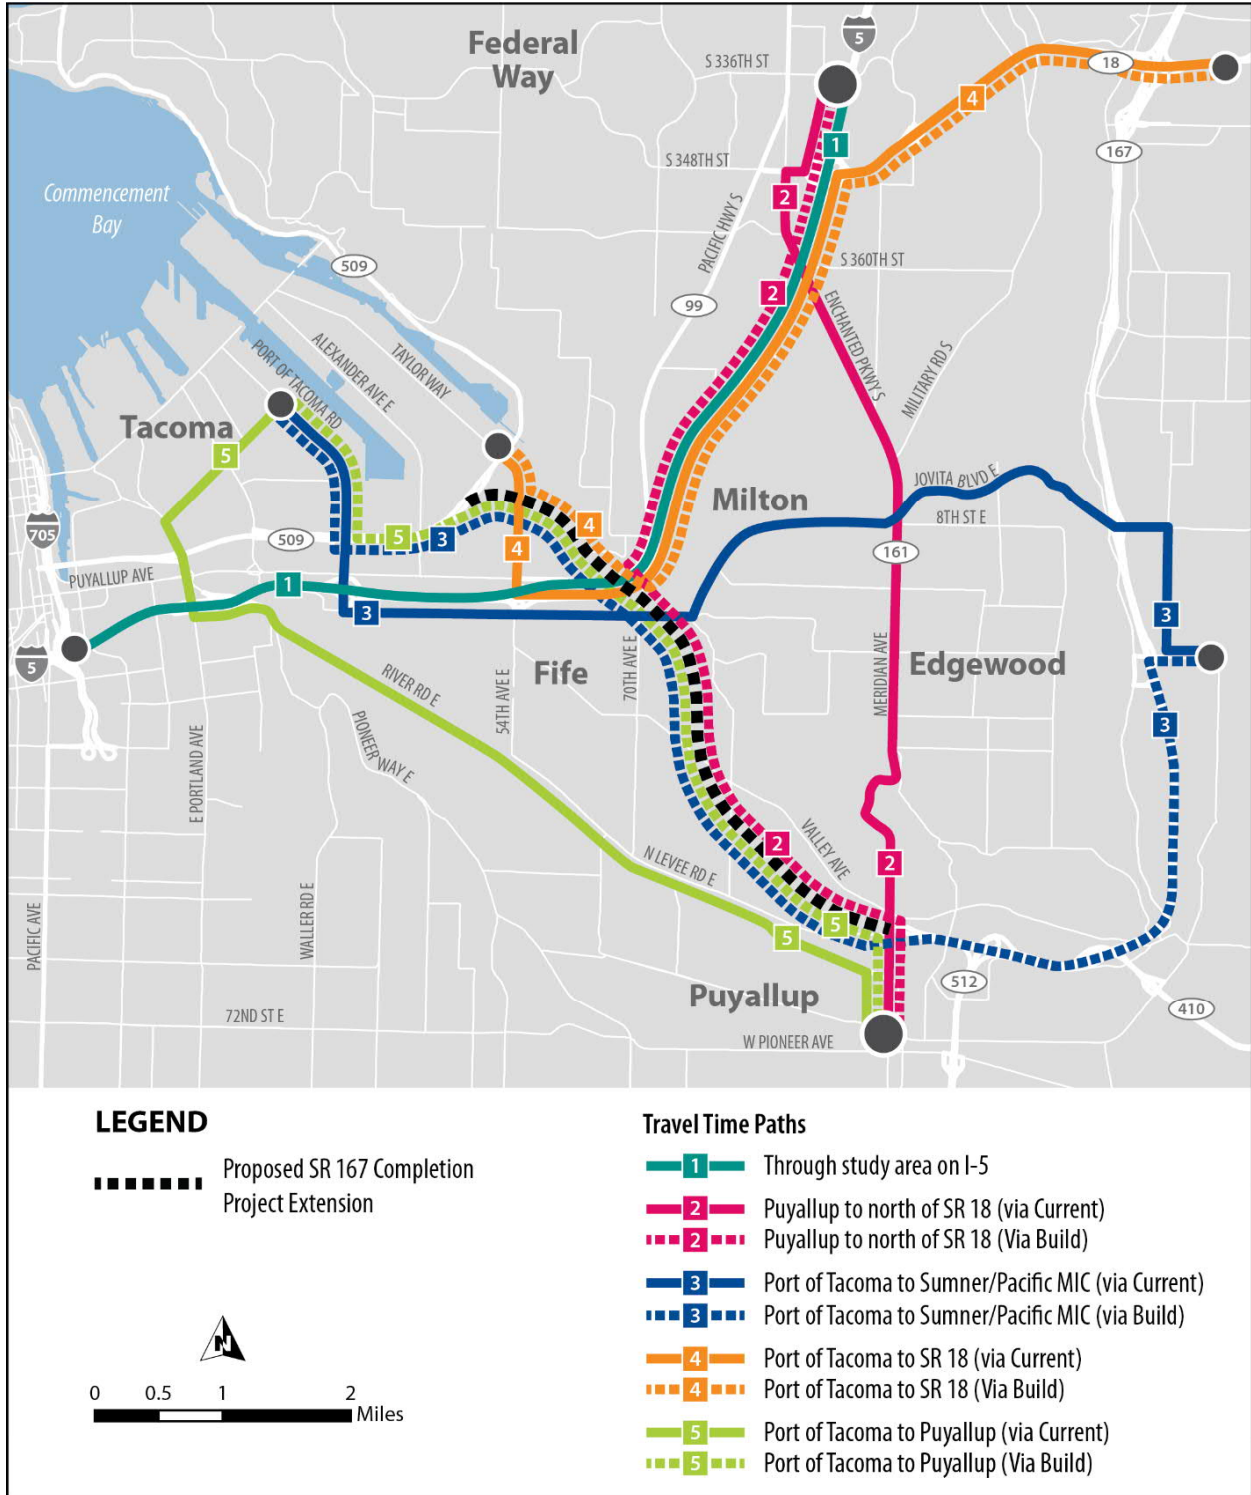 Federal
Way
S 336TH ST
5
18
4
1
167
S 348TH ST
2
Commencement
Bay
PACIFIC HWY S
509
S 360TH ST
2
99
ENCHANTED PKWY S
MILITARY RD S
TAYLOR WAY
ALEXANDER AVE E
PORT OF TACOMA RD
Tacoma
5
JOVITA BLVD E
Milton
8TH ST E
705
509
5
3
4
4
161
PUYALLUP AVE
1
3
3
5
Fife
70TH AVE E
54TH AVE E
MERIDIAN AVE
Edgewood
RIVER RD E
PIONEER WAY E
E PORTLAND AVE
3
VALLEY AVE
2
2
N LEVEE RD E
WALLER RD E
PACIFIC AVE
5
5
Puyallup
512
410
72ND ST E
W PIONEER AVE
LEGEND
Proposed SR 167 Completion
Project Extension
N
0 0.5 1 2
Miles
Travel Time Paths
1 Through study area on I-5
2 Puyallup to north of SR 18 (via Current)
2 Puyallup to north of SR 18 (Via Build)
3 Port of Tacoma to Sumner/Pacific MIC (via Current)
3 Port of Tacoma to Sumner/Pacific MIC (via Build)
4 Port of Tacoma to SR 18 (via Current)
4 Port of Tacoma to SR 18 (Via Build)
5 Port of Tacoma to Puyallup (via Current)
5 Port of Tacoma to Puyallup (Via Build)